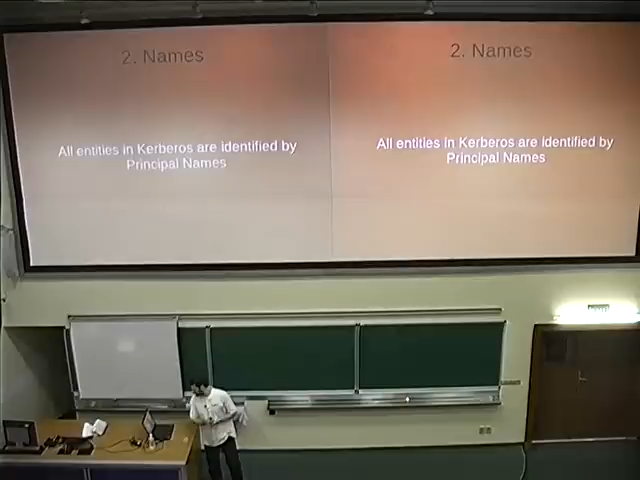 2. Names
All entities in Kerberos are identified by
Principal Names
2. Names
All entities in Kerberos are identified by
Principal Names